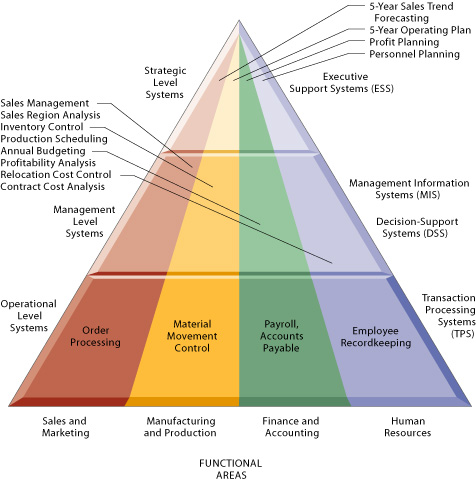 5-Year Sales Trend
Forecasting
5-Year Operating Plan
Profit Planning
Personnel Planning
Strategic
Level
Systems
Executive
Support Systems (ESS)
Sales Management
Sales Region Analysis
Inventory Control
Production Scheduling
Annual Budgeting
Profitability Analysis
Relocation Cost Control
Contract Cost Analysis
Management Information
Systems (MIS)
Management
Level
Systems
Decision-Support
Systems (DSS)
Operational
Level
Systems
Transaction
Processing
Systems
(TPS)
Order
Processing
Material
Movement
Control
Payroll,
Accounts
Payable
Employee
Recordkeeping
Sales and
Marketing
Manufacturing
and Production
Finance and
Accounting
Human
Resources
FUNCTIONAL
AREAS